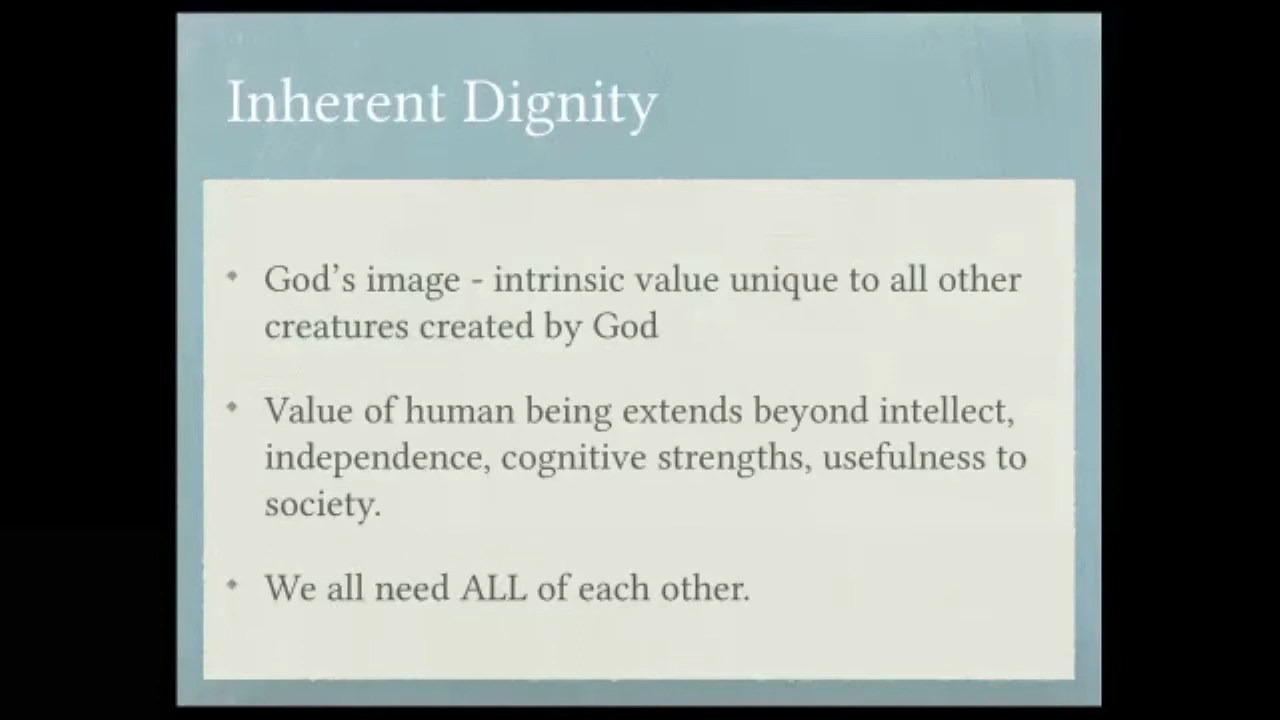 Inherent Dignity
God's image - intrinsic value unique to all other
creatures created by God
Value of human being extends beyond intellect,
independence, cognitive strengths, usefulness to
society.
We all need ALL of each other.